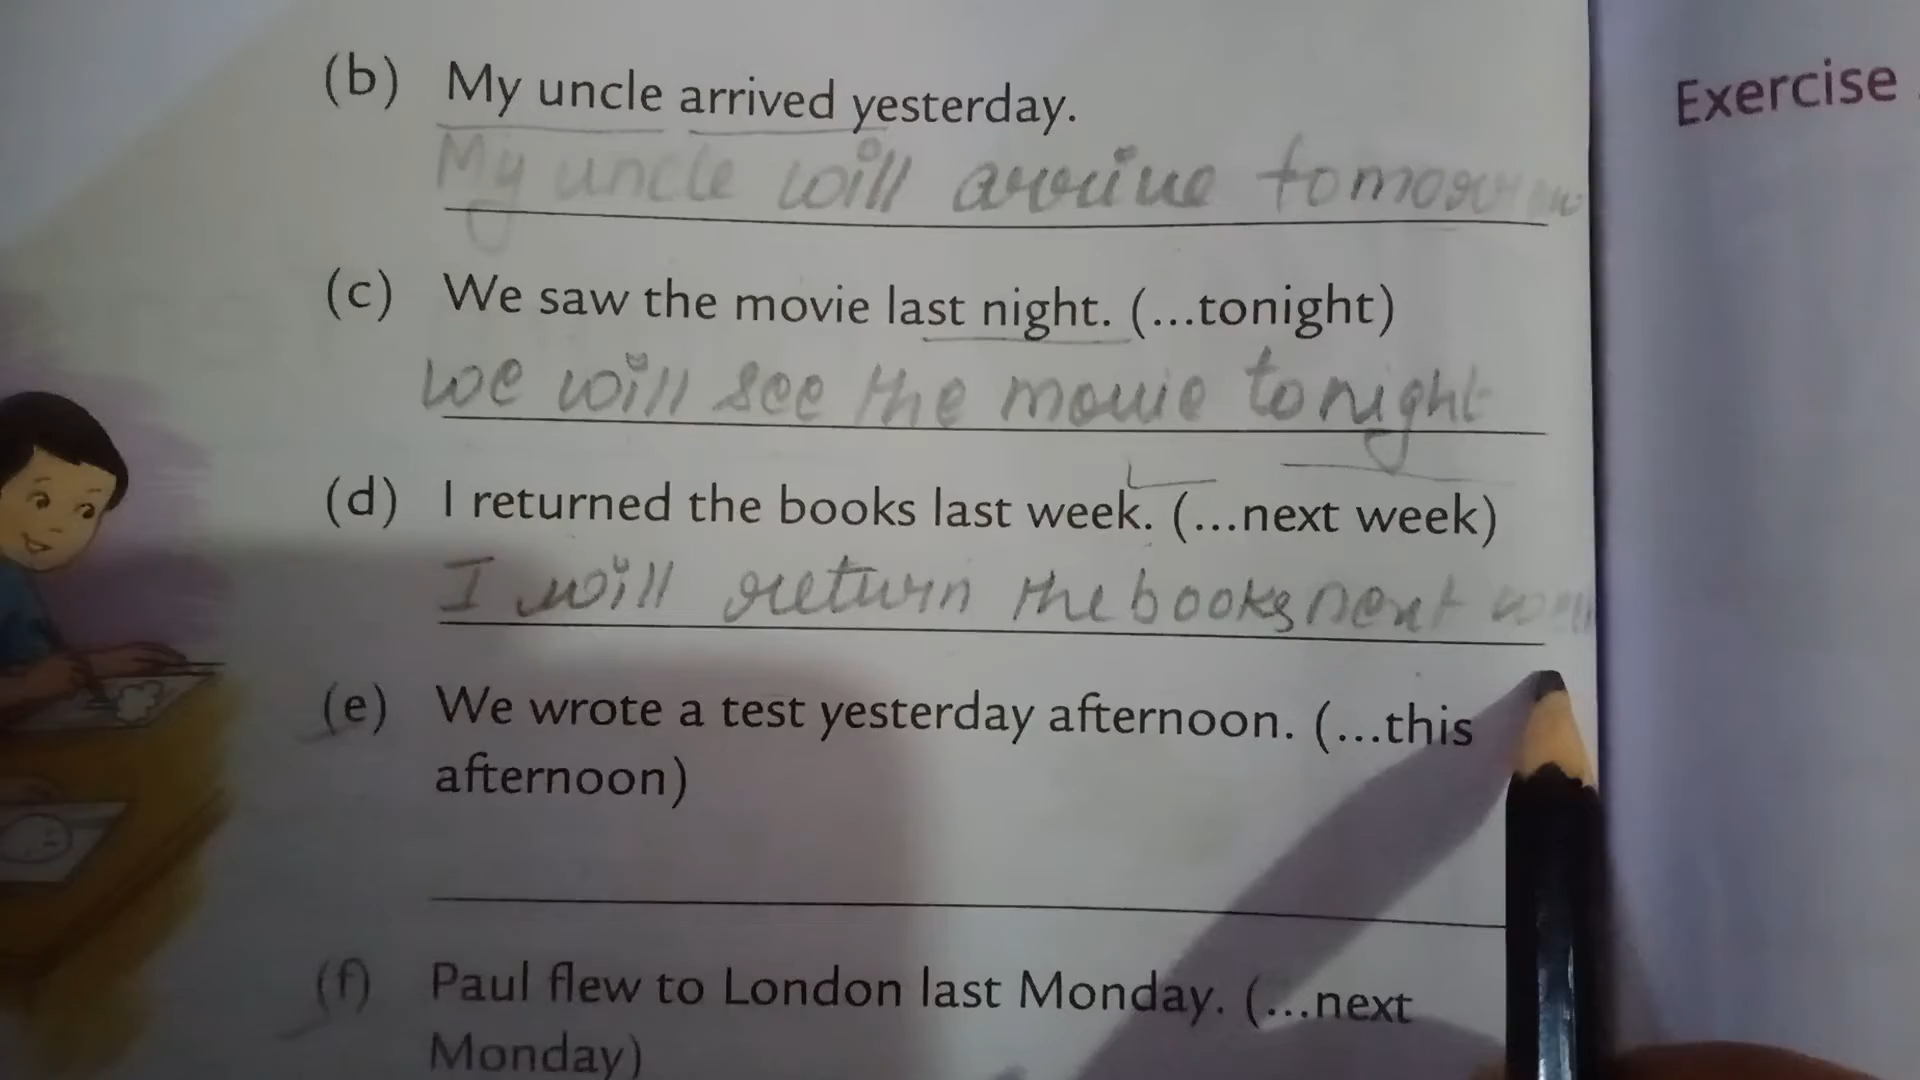 (b) My uncle arrived yesterday.
Exercise
My uncle will arrive
(c) We saw the movie last night. (...tonight)
We will see the movie tonight
(d) I returned the books last week. (...next week)
I will return the books next
(e) We wrote a test yesterday afternoon. (...this
afternoon)
(f) Paul flew to London last Monday. (...next
Monday)